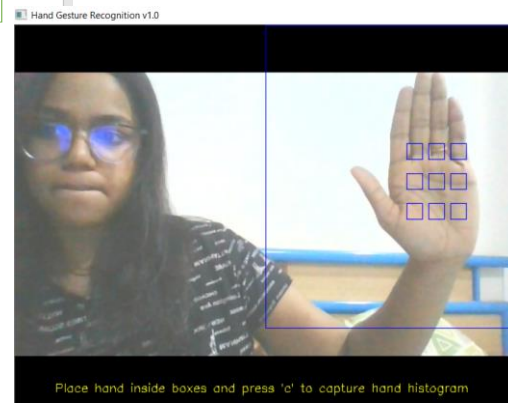 Hand Gesture Recognition v1.0
Place hand inside boxes and press 'c' to capture hand histogram